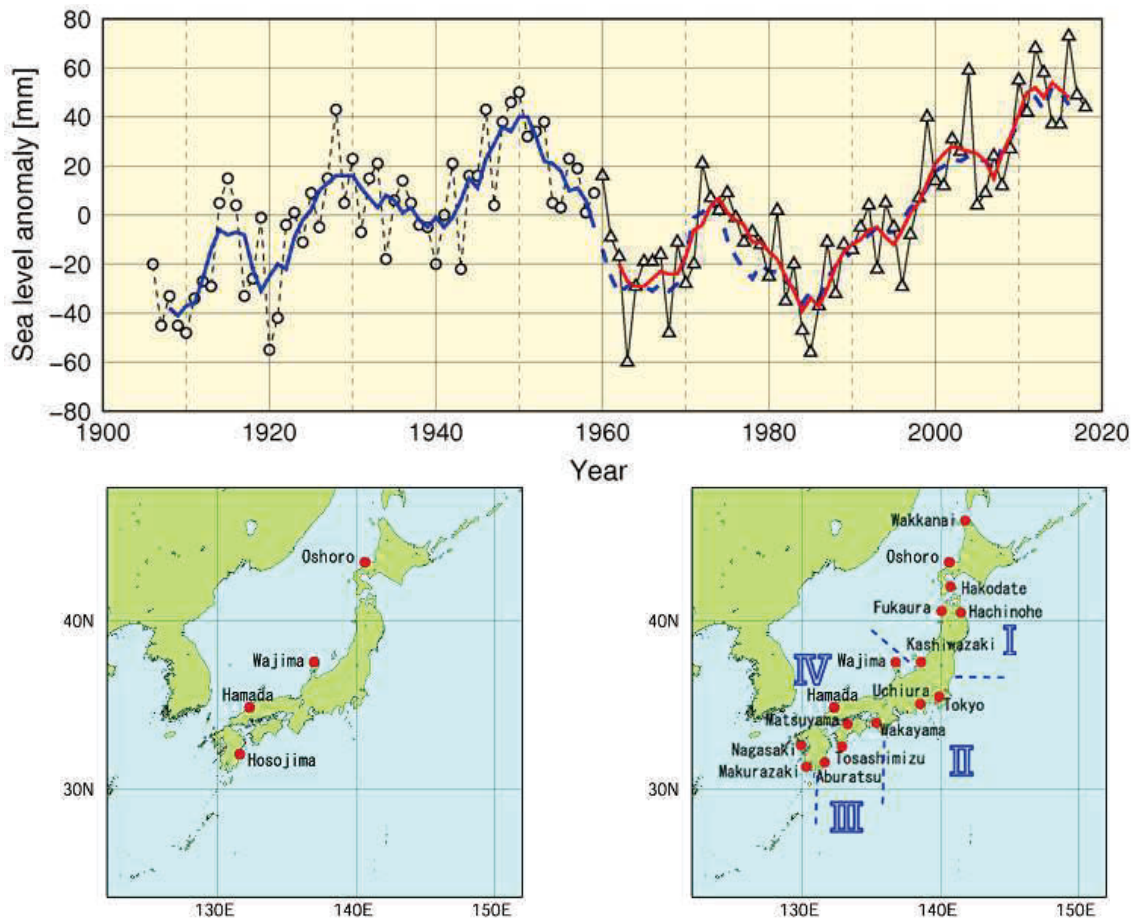 Sea level anomaly [mm]
80
60
40
20
0
−20
−40
−60
−80
1900 1920 1940 1960 1980 2000 2020
Year
Oshoro
Wajima
Hamada
Hosojima
40N
30N
130E 140E 150E
Wakkanai
Oshoro
Hakodate
Fukaura
Hachinohe
Kashiwazaki
I
Wajima
IV
Uchiura
Hamada
Tokyo
Matsuyama
Wakayama
Nagasaki
Tosashimizu
II
Makurazaki
Aburatsu
III
40N
30N
130E 140E 150E